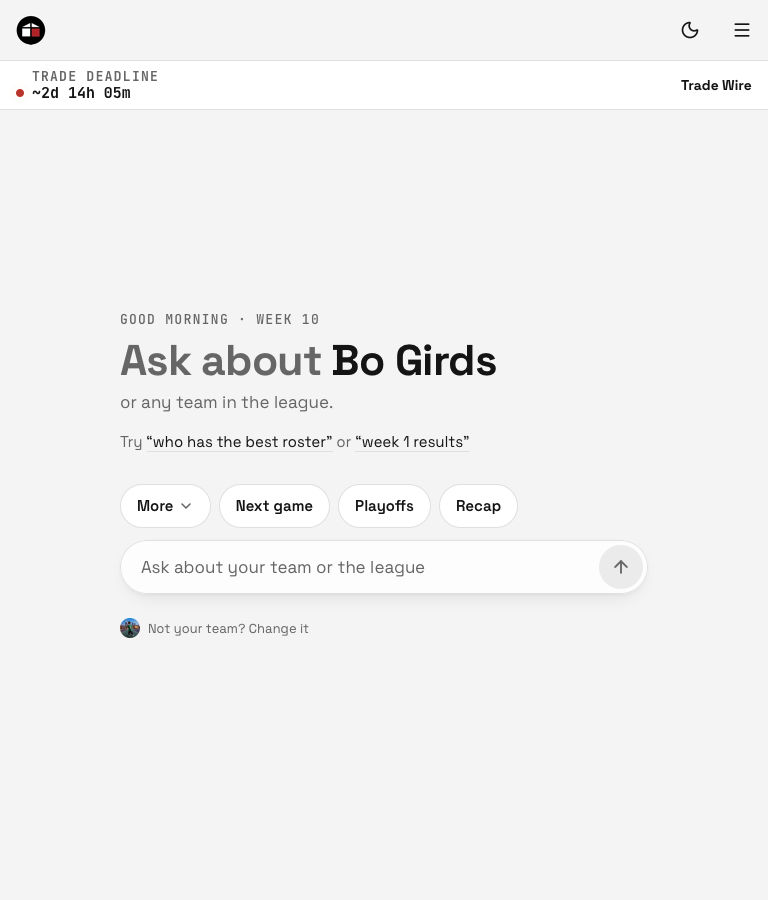 TRADE DEADLINE
~2d 14h 05m
Trade Wire
GOOD MORNING · WEEK 10
Ask about Bo Girds
or any team in the league.
Try “who has the best roster” or “week 1 results”
More
Next game
Playoffs
Recap
Ask about your team or the league
Not your team? Change it